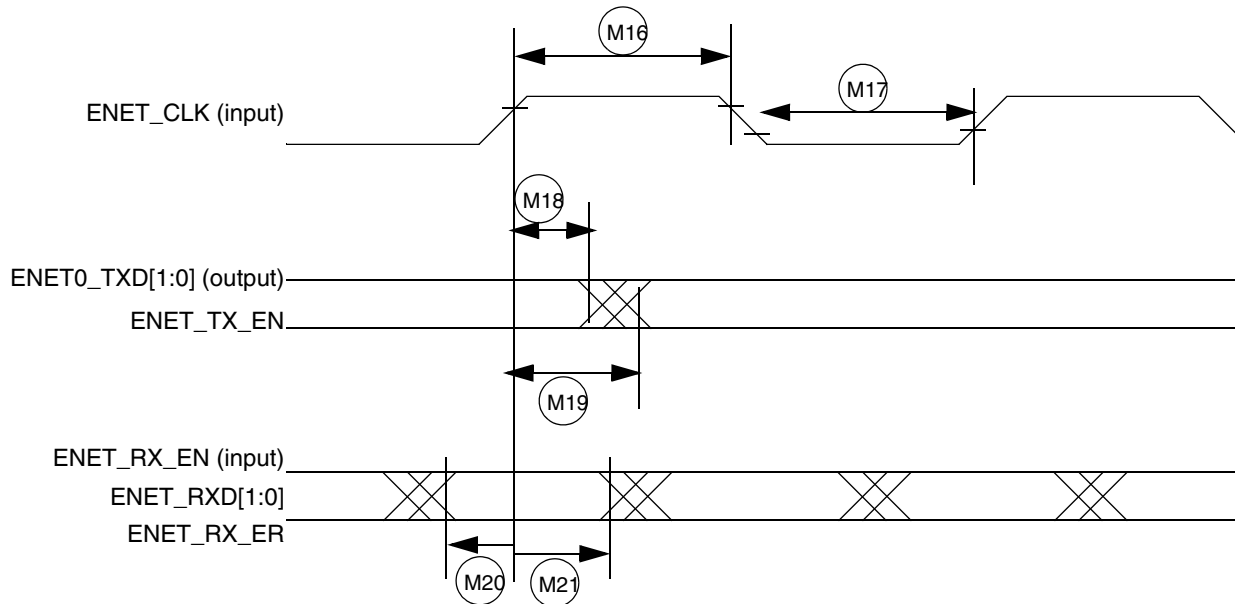 M16
ENET_CLK (input)
M17
M18
ENET0_TXD[1:0] (output)
ENET_TX_EN
M19
ENET_RX_EN (input)
ENET_RXD[1:0]
ENET_RX_ER
M20
M21